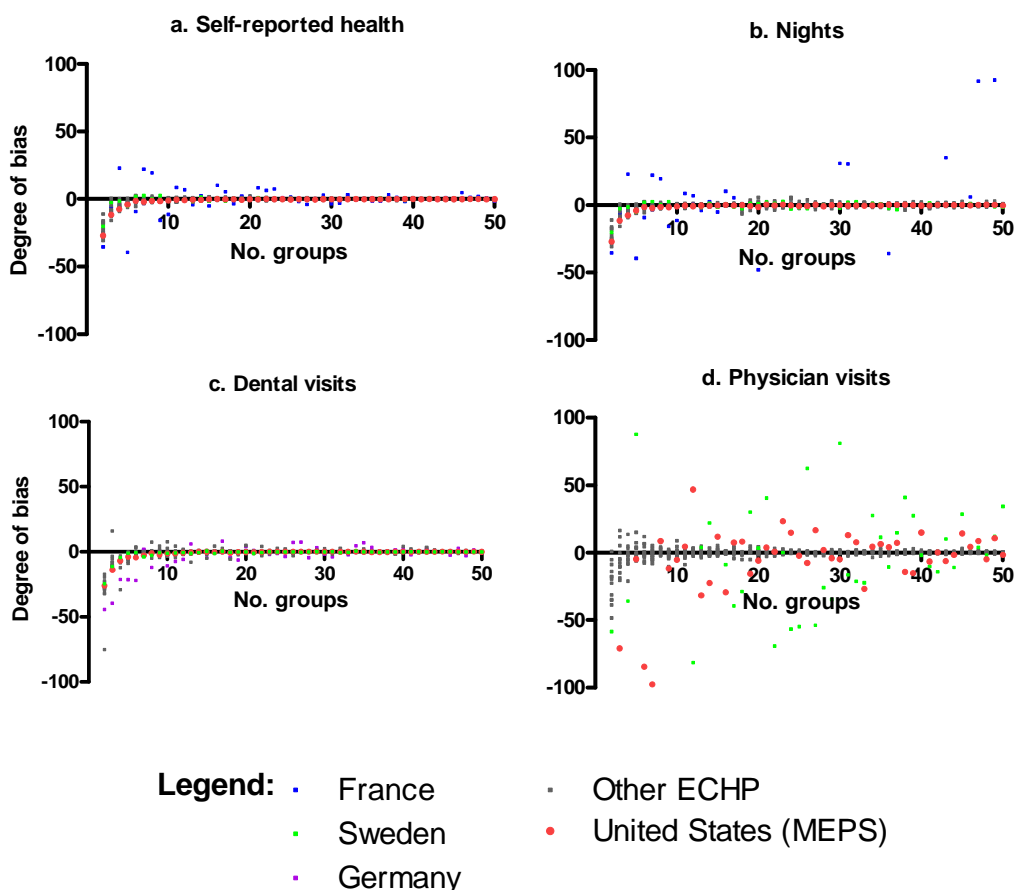 a. Self-reported health
100
50
0
-50
-100
Degree of bias
10
20
30
40
50
No. groups
b. Nights
100
50
0
-50
-100
10
20
30
40
50
No. groups
c. Dental visits
100
50
0
-50
-100
Degree of bias
10
20
30
40
50
No. groups
d. Physician visits
100
50
0
-50
-100
10
20
30
40
50
No. groups
Legend:
France
Sweden
Germany
Other ECHP
United States (MEPS)